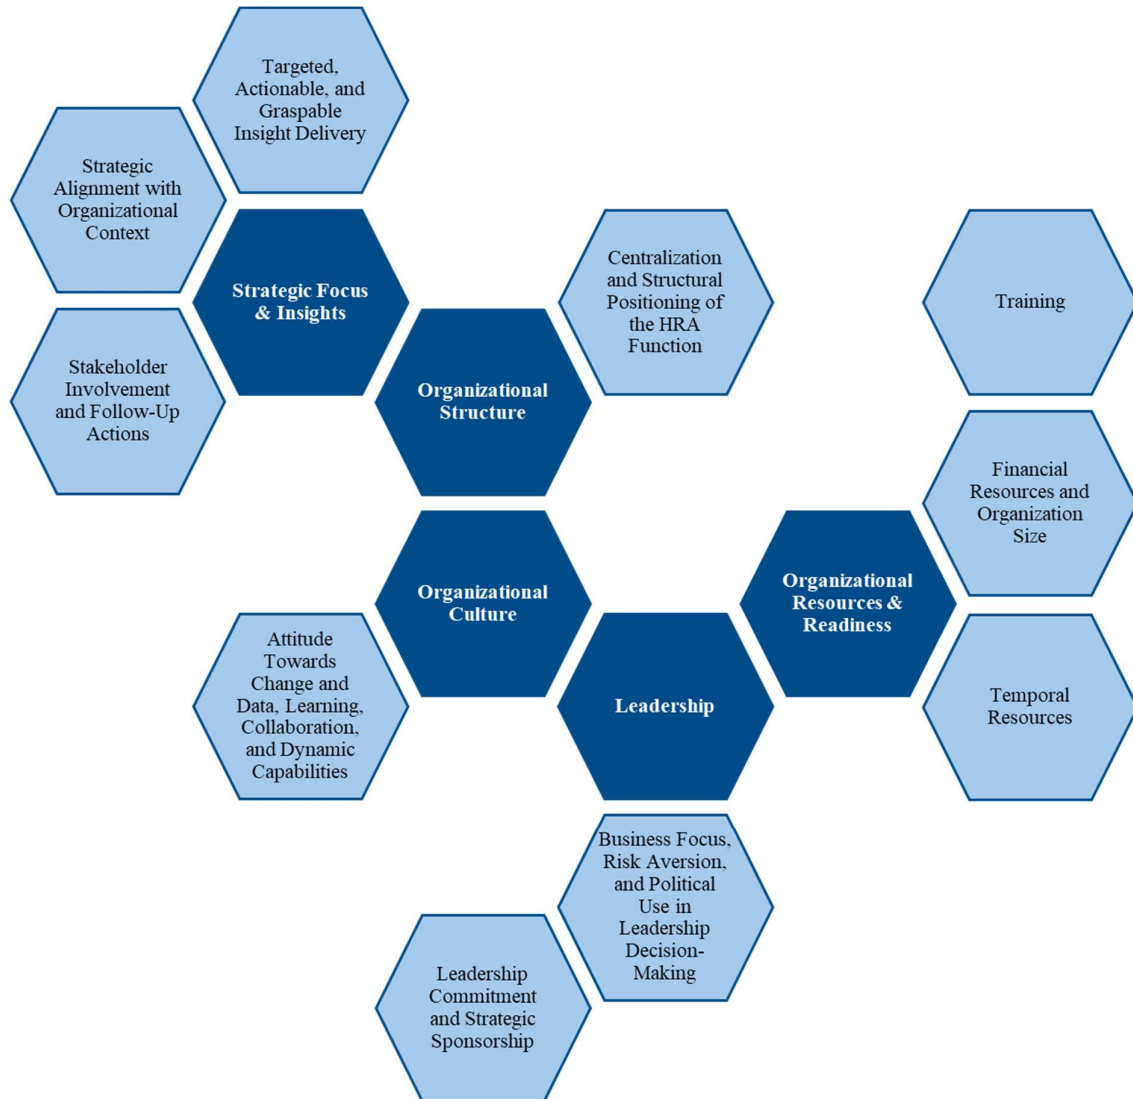 Targeted,
Actionable, and
Graspable
Insight Delivery
Strategic
Alignment with
Organizational
Context
Strategic Focus
& Insights
Stakeholder
Involvement
and Follow-Up
Actions
Organizational
Structure
Centralization
and Structural
Positioning of
the HRA
Function
Training
Financial
Resources and
Organization
Size
Organizational
Resources &
Readiness
Temporal
Resources
Organizational
Culture
Attitude
Towards
Change and
Data, Learning,
Collaboration,
and Dynamic
Capabilities
Leadership
Business Focus,
Risk Aversion,
and Political
Use in
Leadership
Decision-
Making
Leadership
Commitment
and Strategic
Sponsorship